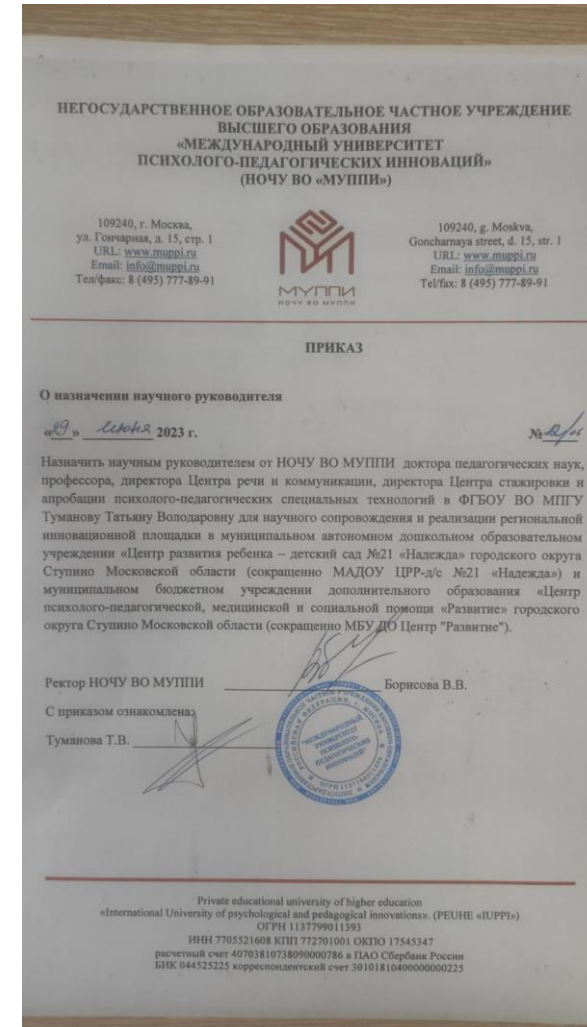 НЕГОСУДАРСТВЕННОЕ ОБРАЗОВАТЕЛЬНОЕ ЧАСТНОЕ УЧРЕЖДЕНИЕ
ВЫСШЕГО ОБРАЗОВАНИЯ
«МЕЖДУНАРОДНЫЙ УНИВЕРСИТЕТ
ПСИХОЛОГО-ПЕДАГОГИЧЕСКИХ ИННОВАЦИЙ»
(НОЧУ ВО «МУППИ»)
109240, г. Москва,
ул. Гончарная, д. 15, стр. 1
URL: www.muppi.ru
Email: info@muppi.ru
Тел/факс: 8 (495) 777-89-91
МУППИ
НОЧУ ВО МУППИ
109240, g. Moskva,
Goncharnaya street, d. 15, str. 1
URL: www.muppi.ru
Email: info@muppi.ru
Tel/fax: 8 (495) 777-89-91
ПРИКАЗ
О назначении научного руководителя
«29» июня 2023 г.
№
Назначить научным руководителем от НОЧУ ВО МУППИ доктора педагогических наук,
профессора, директора Центра речи и коммуникации, директора Центра стажировки и
апробации психолого-педагогических специальных технологий в ФГБОУ ВО МПГУ
Туманову Татьяну Володаровну для научного сопровождения и реализации региональной
инновационной площадки в муниципальном автономном дошкольном образовательном
учреждении «Центр развития ребенка – детский сад №21 «Надежда» городского округа
Ступино Московской области (сокращенно МАДОУ ЦРР-д/с №21 «Надежда») и
муниципальном бюджетном учреждении дополнительного образования «Центр
психолого-педагогической, медицинской и социальной помощи «Развитие» городского
округа Ступино Московской области (сокращенно МБУ ДО Центр "Развитие").
Ректор НОЧУ ВО МУППИ Борисова В.В.
С приказом ознакомлена:
Туманова Т.В.
"МЕЖДУНАРОДНЫЙ
УНИВЕРСИТЕТ
ПСИХОЛОГО-
ПЕДАГОГИЧЕСКИХ
ИННОВАЦИЙ"
Private educational university of higher education
«International University of psychological and pedagogical innovations». (PEUHE «IUPPI»)
ОГРН 1137799011393
ИНН 7705521608 КПП 772701001 ОКПО 17545347
расчетный счет 40703810738090000786 в ПАО Сбербанк России
БИК 044525225 корреспондентский счет 30101810400000000225